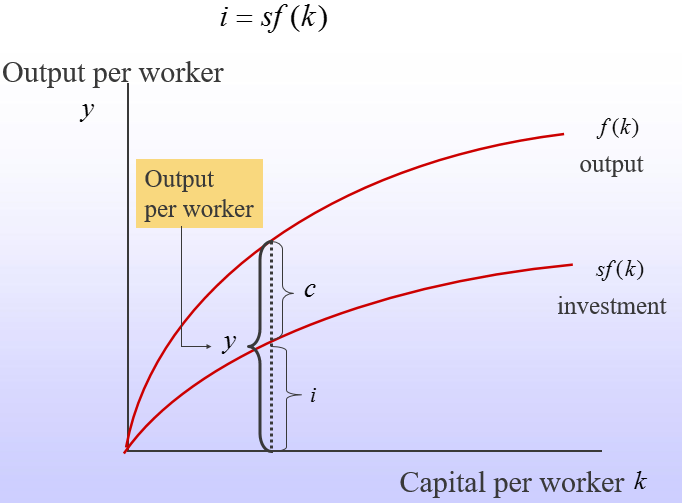 i = sf(k)
Output per worker
y
f(k)
output
Output
per worker
sf(k)
investment
c
y
i
Capital per worker k